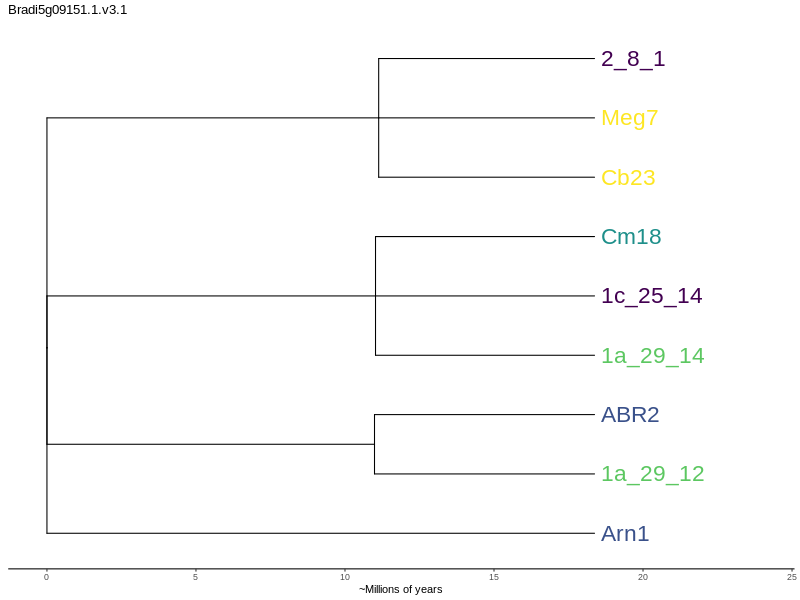 Bradi5g09151.1.v3.1
2_8_1
Meg7
Cb23
Cm18
1c_25_14
1a_29_14
ABR2
1a_29_12
Arn1
0 5 10 15 20 25
~Millions of years